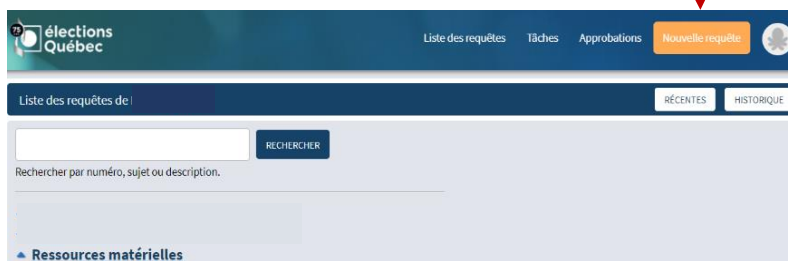 élections
Québec
Liste des requêtes Tâches Approbations Nouvelle requête
Liste des requêtes de
RÉCENTES HISTORIQUE
RECHERCHER
Rechercher par numéro, sujet ou description.
Ressources matérielles